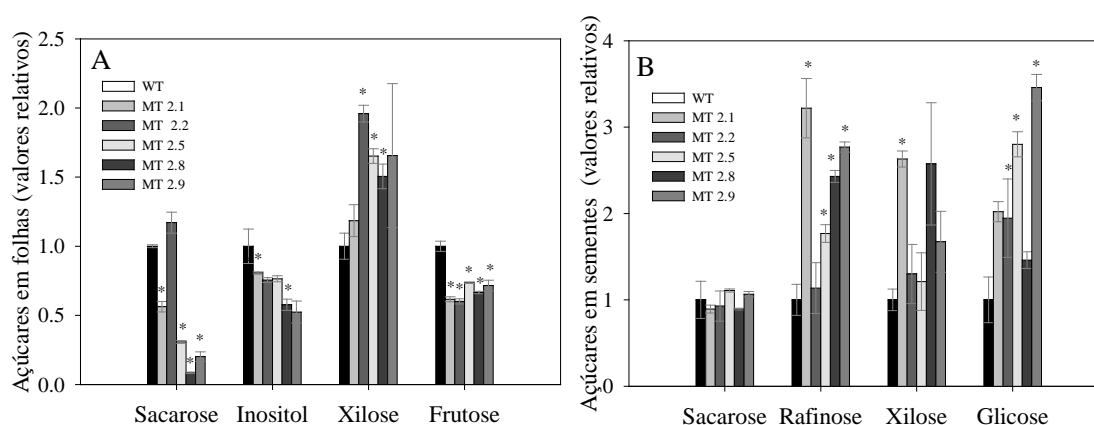 Açúcares em folhas (valores relativos)
2.5
2.0
1.5
1.0
0.5
0.0
A
WT
MT 2.1
MT 2.2
MT 2.5
MT 2.8
MT 2.9
* * * * * * * * * * * * * * *
Sacarose Inositol Xilose Frutose
Açúcares em sementes (valores relativos)
4
3
2
1
0
B
WT
MT 2.1
MT 2.2
MT 2.5
MT 2.8
MT 2.9
* * * * * * * *
Sacarose Rafinose Xilose Glicose